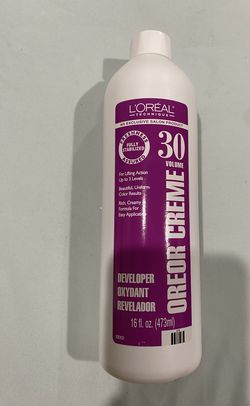 L'ORÉAL
TECHNIQUE
AN EXCLUSIVE SALON PRODUCT
FRESHNESS
FULLY
STABILIZED
ASSURED
30
VOLUME
OREOR CREME
For Lifting Action
Up to 3 Levels
Beautiful, Uniform
Color Results
Rich, Creamy
Formula For
Easy Application
DEVELOPER
OXYDANT
REVELADOR
16 fl. oz. (473ml)